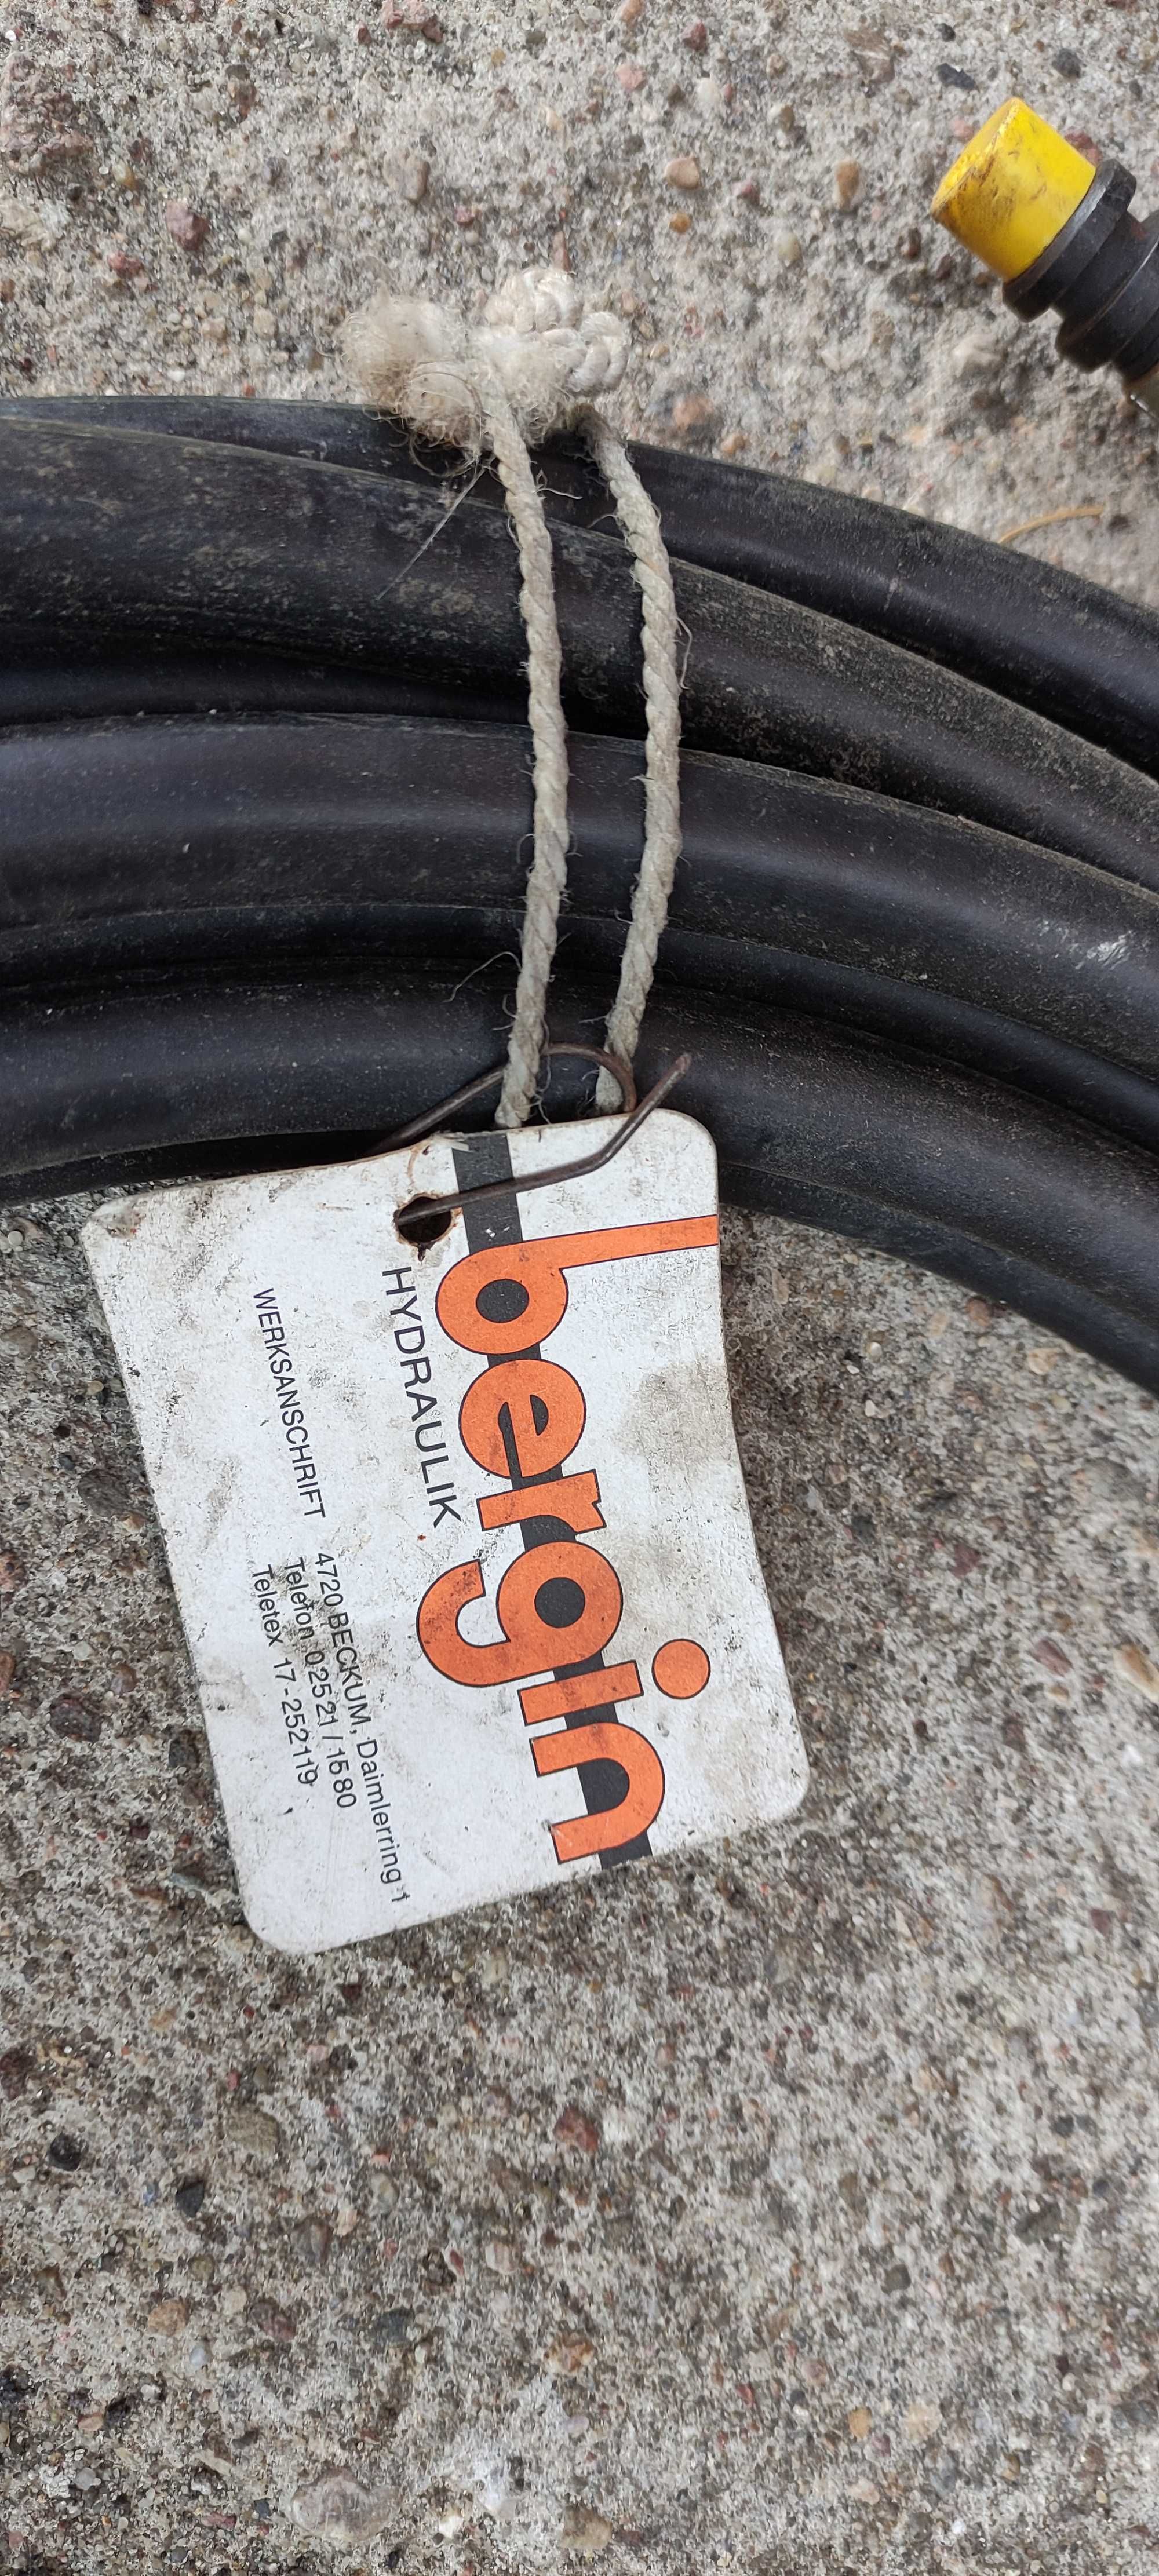 bergin
HYDRAULIK
WERKSANSCHRIFT
4720 BECKUM, Daimlerring 1
Telefon 02521 / 1580
Teletex 17-252119